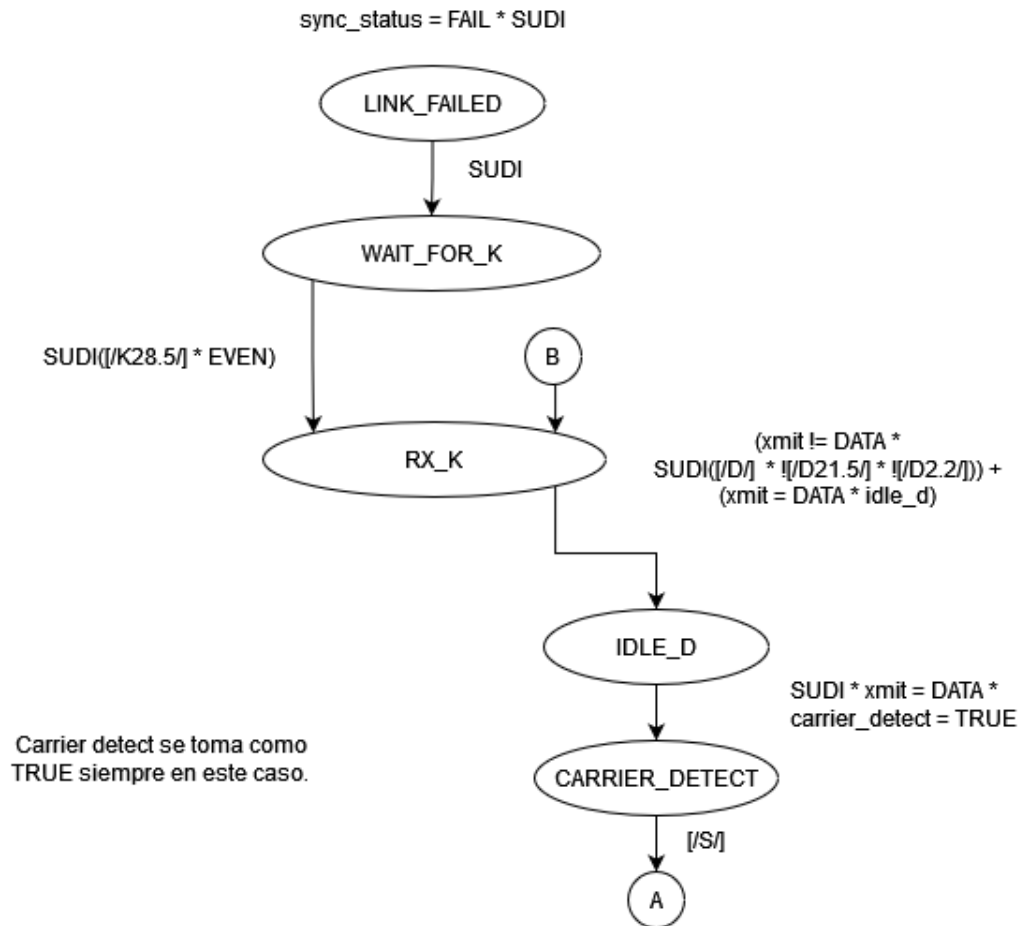 sync_status = FAIL * SUDI
LINK_FAILED
SUDI
WAIT_FOR_K
SUDI([/K28.5/] * EVEN)
B
RX_K
(xmit != DATA *
SUDI([/D/] * ![/D21.5/] * ![/D2.2/])) +
(xmit = DATA * idle_d)
IDLE_D
SUDI * xmit = DATA *
carrier_detect = TRUE
Carrier detect se toma como
TRUE siempre en este caso.
CARRIER_DETECT
[/S/]
A